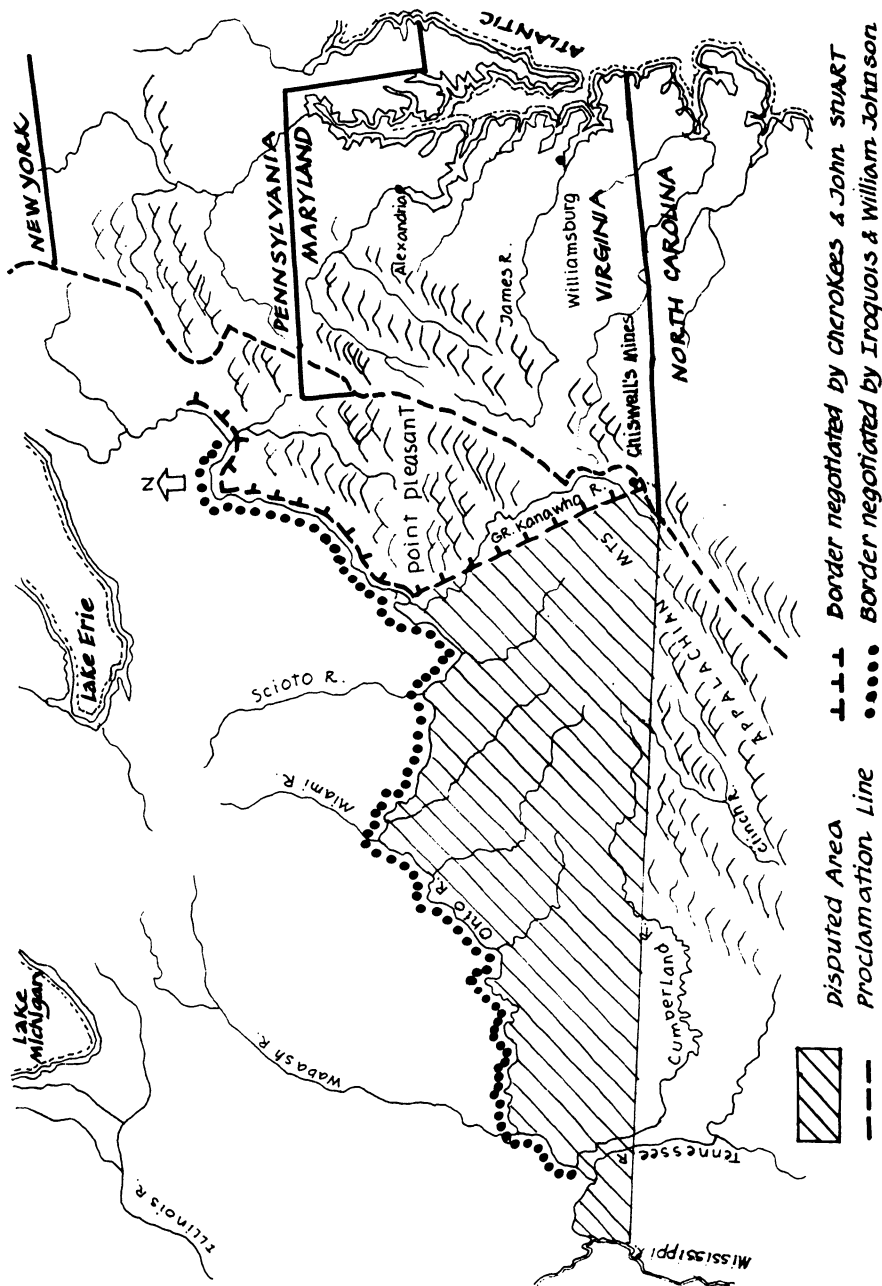 NEW YORK
ATLANTIC
PENNSYLVANIA
MARYLAND
Alexandria
James R.
Williamsburg
VIRGINIA
Chiswell's Mines
NORTH CAROLINA
Lake Erie
N
point pleasant
GR. Kanawha R.
MTS
APPALACHIAN
Clinch R.
Scioto R.
Miami R.
Ohio
R.
Lake
Michigan
Wabash R.
Illinois R.
Cumberland
R.
Tennessee
R.
Mississippi R.
Disputed Area
Proclamation Line
Border negotiated by Cherokees & John STUART
Border negotiated by Iroquois & William Johnson